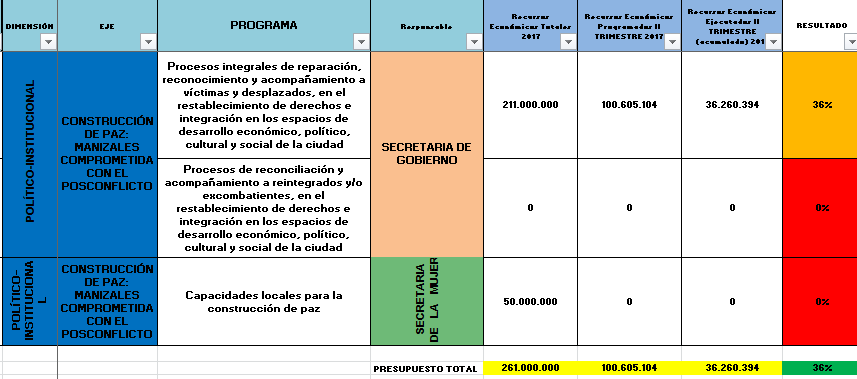 DIMENSIÓN
EJE
PROGRAMA
Responsable
Recursos
Económicos Totales
2017
Recursos Económicos
Programados II
TRIMESTRE 2017
Recursos Económicos
Ejecutados II
TRIMESTRE
(acumulado) 201
RESULTADO
POLÍTICO-INSTITUCIONAL
CONSTRUCCIÓN
DE PAZ:
MANIZALES
COMPROMETIDA
CON EL
POSCONFLICTO
Procesos integrales de reparación,
reconocimiento y acompañamiento a
víctimas y desplazados, en el
restablecimiento de derechos e
integración en los espacios de
desarrollo económico, político,
cultural y social de la ciudad
SECRETARIA DE
GOBIERNO
211.000.000
100.605.104
36.260.394
36%
Procesos de reconciliación y
acompañamiento a reintegrados y/o
excombatientes, en el
restablecimiento de derechos e
integración en los espacios de
desarrollo económico, político,
cultural y social de la ciudad
0
0
0
0%
POLÍTICO-
INSTITUCIONA
L
CONSTRUCCIÓN
DE PAZ:
MANIZALES
COMPROMETIDA
CON EL
POSCONFLICTO
Capacidades locales para la
construcción de paz
SECRETARIA
DE LA MUJER
50.000.000
0
0
0%
PRESUPUESTO TOTAL
261.000.000
100.605.104
36.260.394
36%